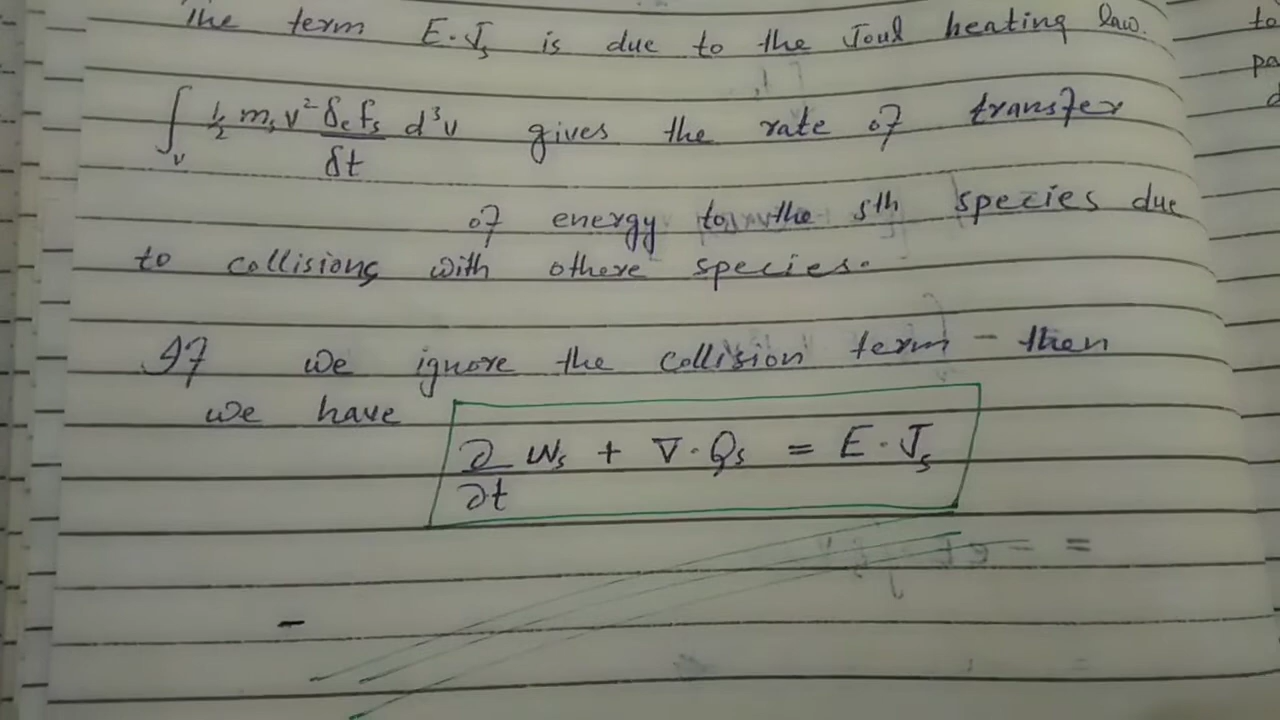 The term E·J_s is due to the Joul heating law.
∫_v ½ m_s v² δ_c f_s/δt d³v gives the rate of transfer
of energy to the sth species due
to collisions with othere species.
If we ignore the collision term - then
we have
∂/∂t W_s + ∇·Q_s = E·J_s
-
to
pa